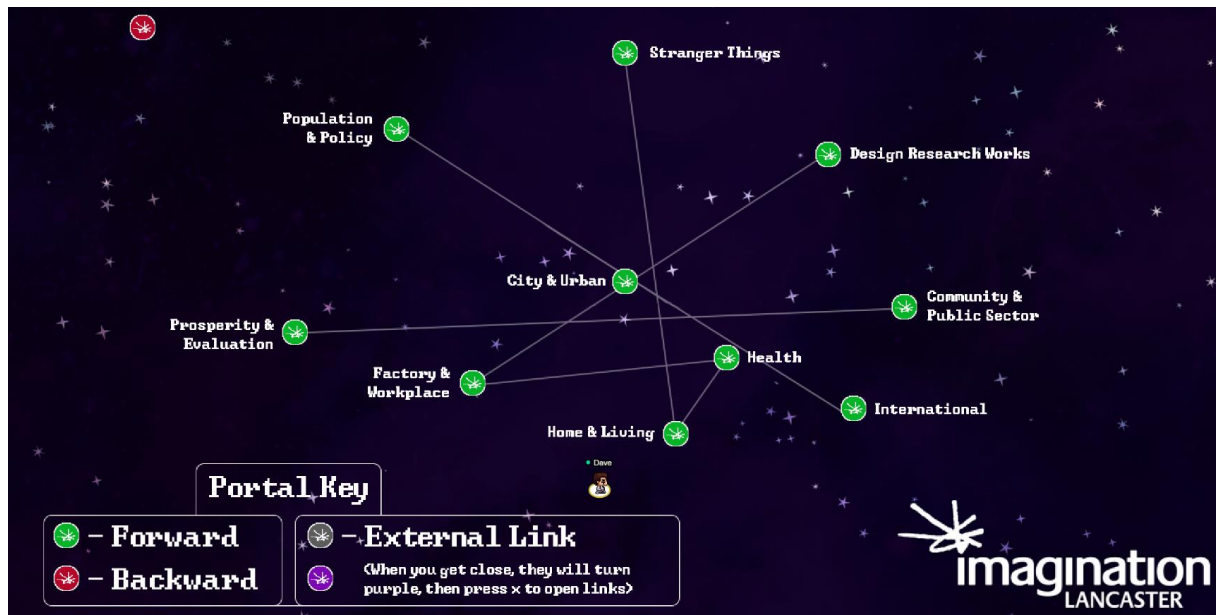 Stranger Things
Population
& Policy
Design Research Works
City & Urban
Community &
Public Sector
Prosperity &
Evaluation
Health
Factory &
Workplace
International
Home & Living
Dave
Portal Key
– Forward
– Backward
– External Link
(When you get close, they will turn
purple, then press x to open links)
imagination
LANCASTER